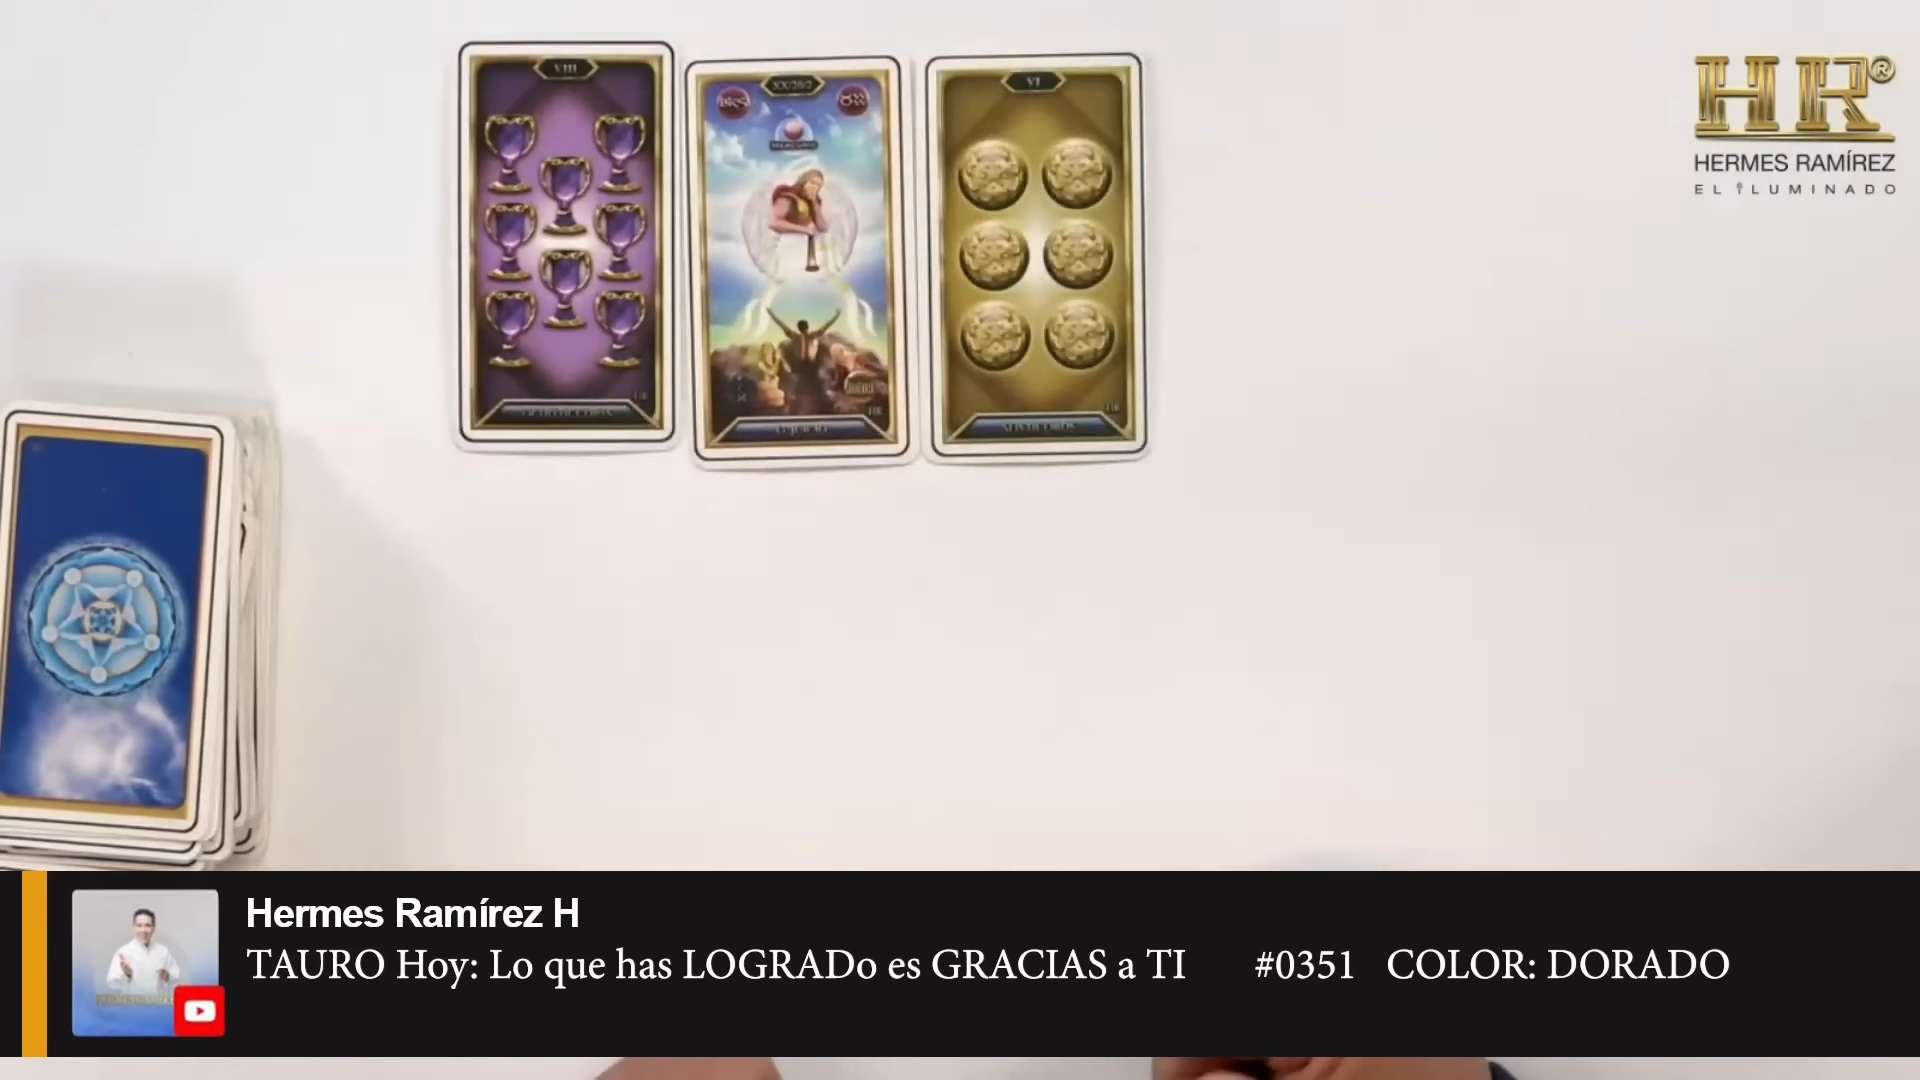 VIII
XX/20/2
VI
HR®
HERMES RAMÍREZ
EL ILUMINADO
Hermes Ramírez H
TAURO Hoy: Lo que has LOGRADo es GRACIAS a TI #0351 COLOR: DORADO